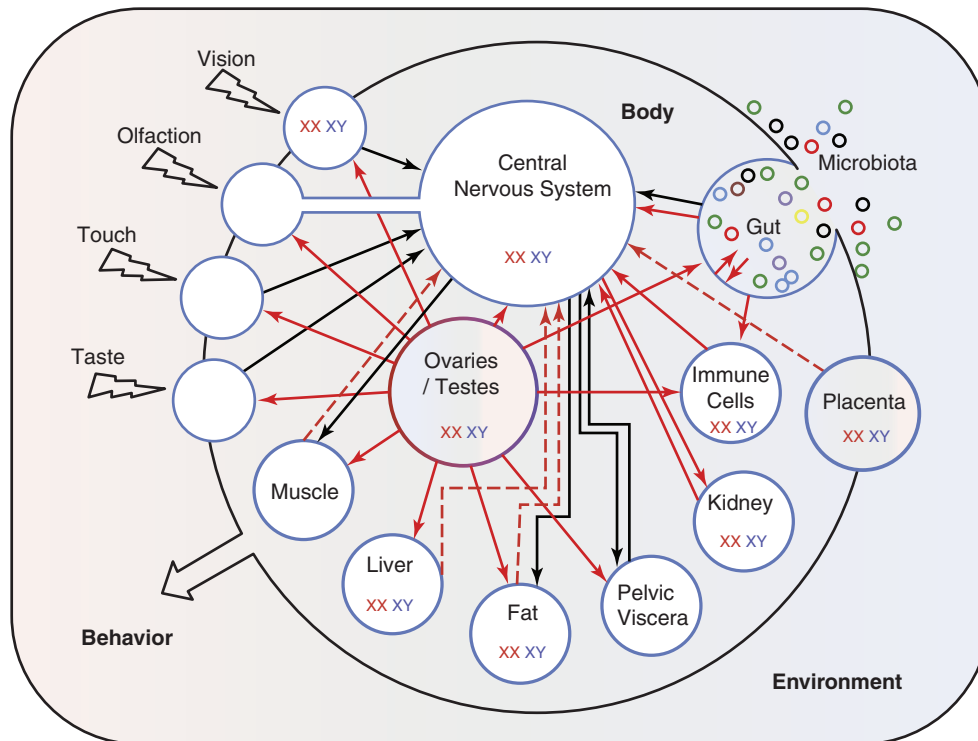 Vision
XX XY
Olfaction
Touch
Taste
Central
Nervous System
XX XY
Body
Microbiota
Gut
Ovaries
/ Testes
XX XY
Immune
Cells
XX XY
Placenta
XX XY
Muscle
Kidney
XX XY
Liver
XX XY
Fat
XX XY
Pelvic
Viscera
Behavior
Environment